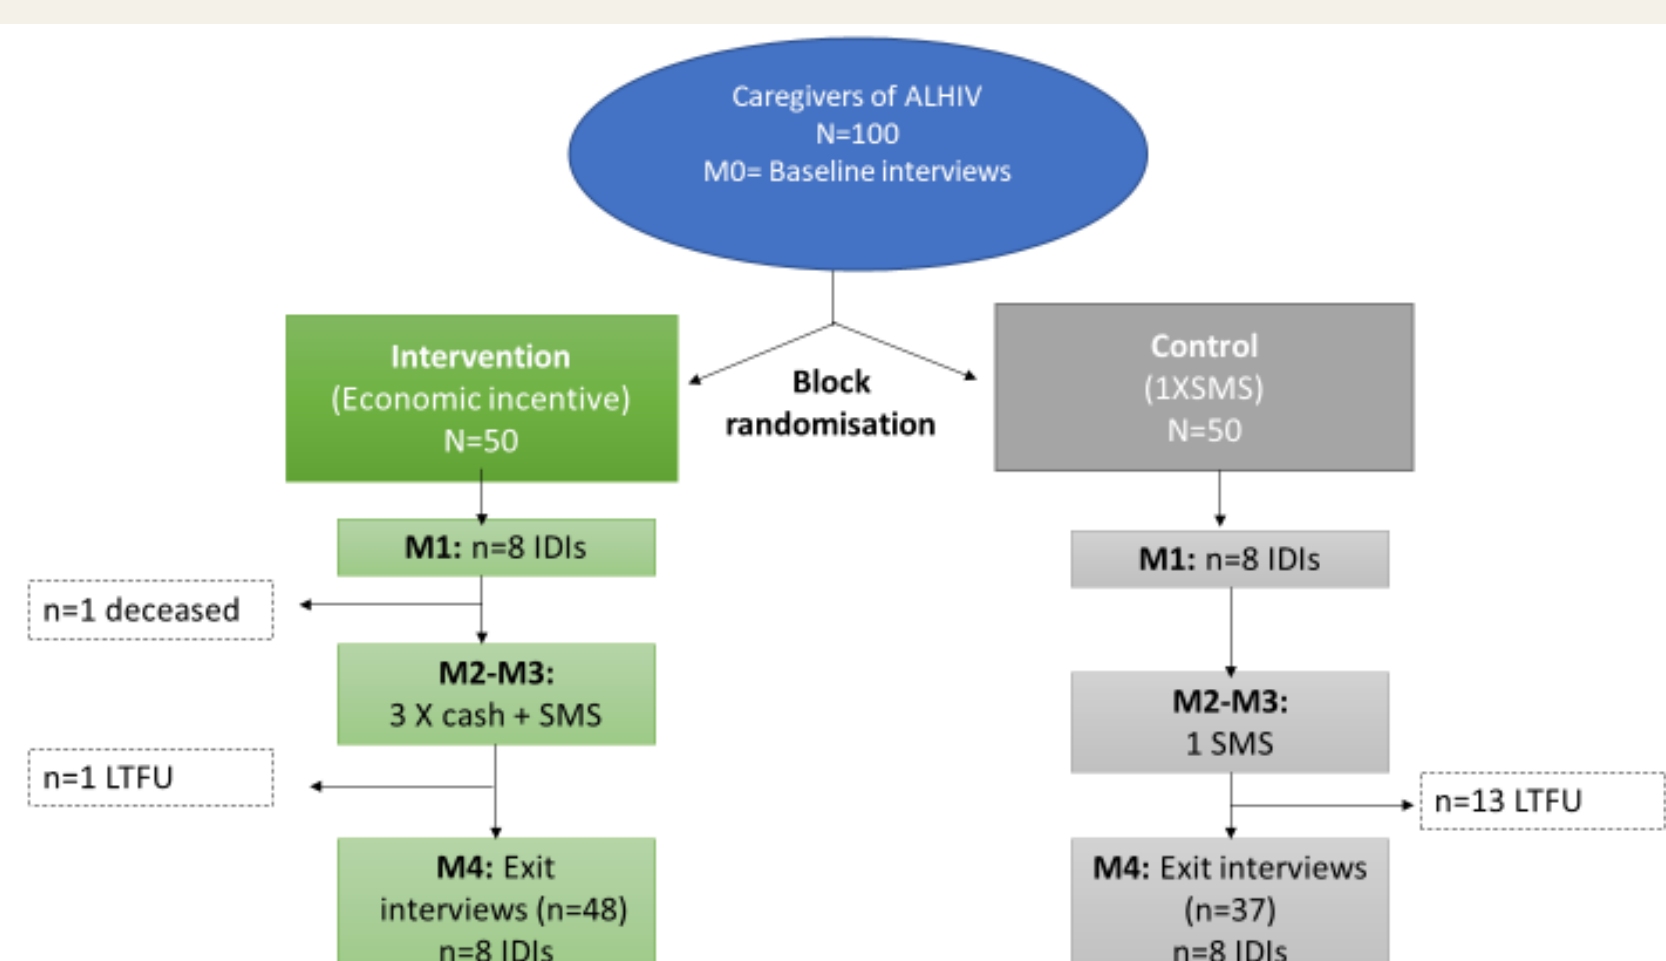 Caregivers of ALHIV
N=100
M0= Baseline interviews
Intervention
(Economic incentive)
N=50
Block
randomisation
Control
(1XSMS)
N=50
M1: n=8 IDIs
M1: n=8 IDIs
n=1 deceased
M2-M3:
3 X cash + SMS
M2-M3:
1 SMS
n=1 LTFU
n=13 LTFU
M4: Exit
interviews (n=48)
n=8 IDIs
M4: Exit interviews
(n=37)
n=8 IDIs